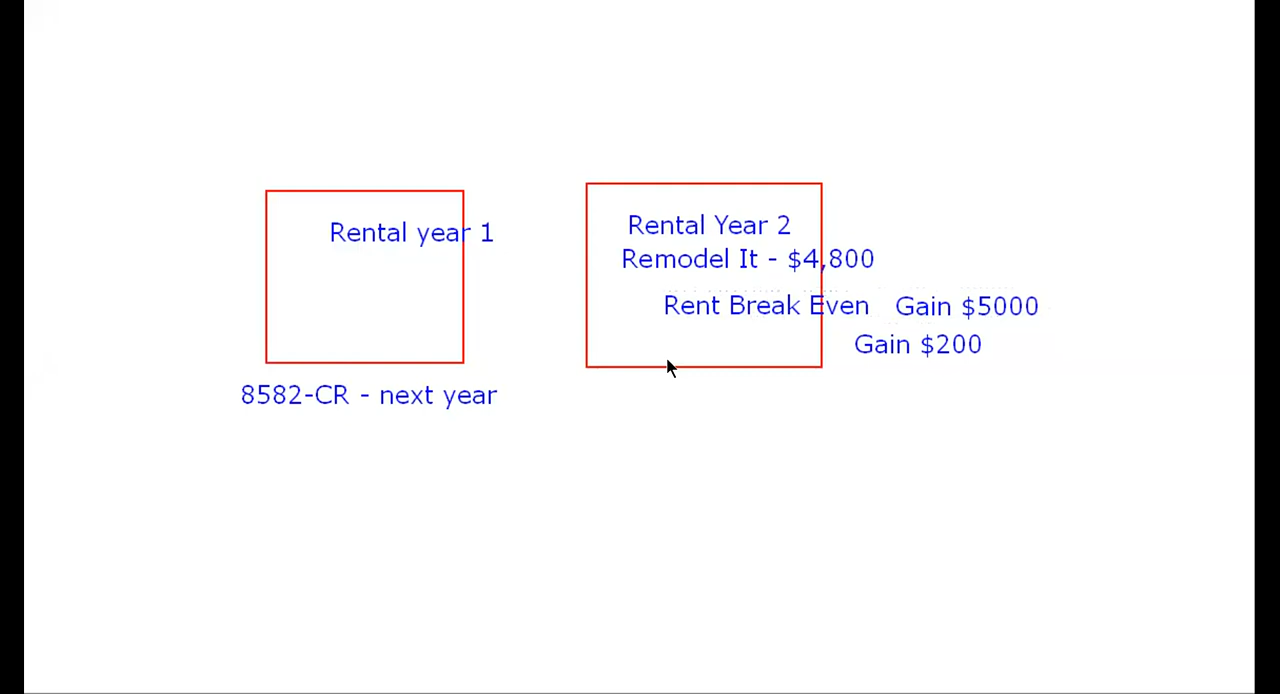 Rental year 1
8582-CR - next year
Rental Year 2
Remodel It - $4,800
Rent Break Even Gain $5000
Gain $200